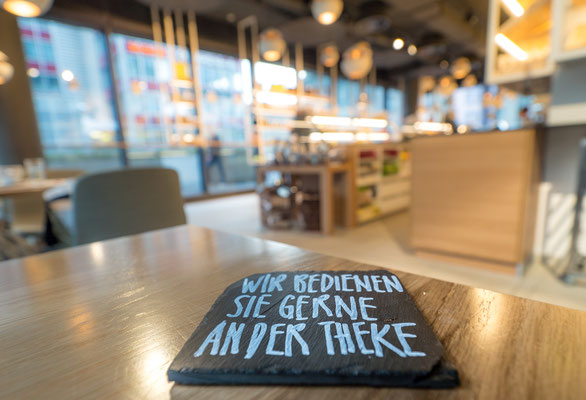 WIR BEDIENEN
SIE GERNE
AN DER THEKE